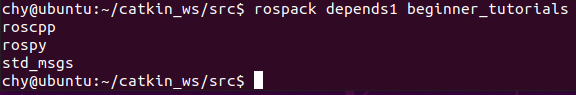 chy@ubuntu:~/catkin_ws/src$ rospack depends1 beginner_tutorials
roscpp
rospy
std_msgs
chy@ubuntu:~/catkin_ws/src$